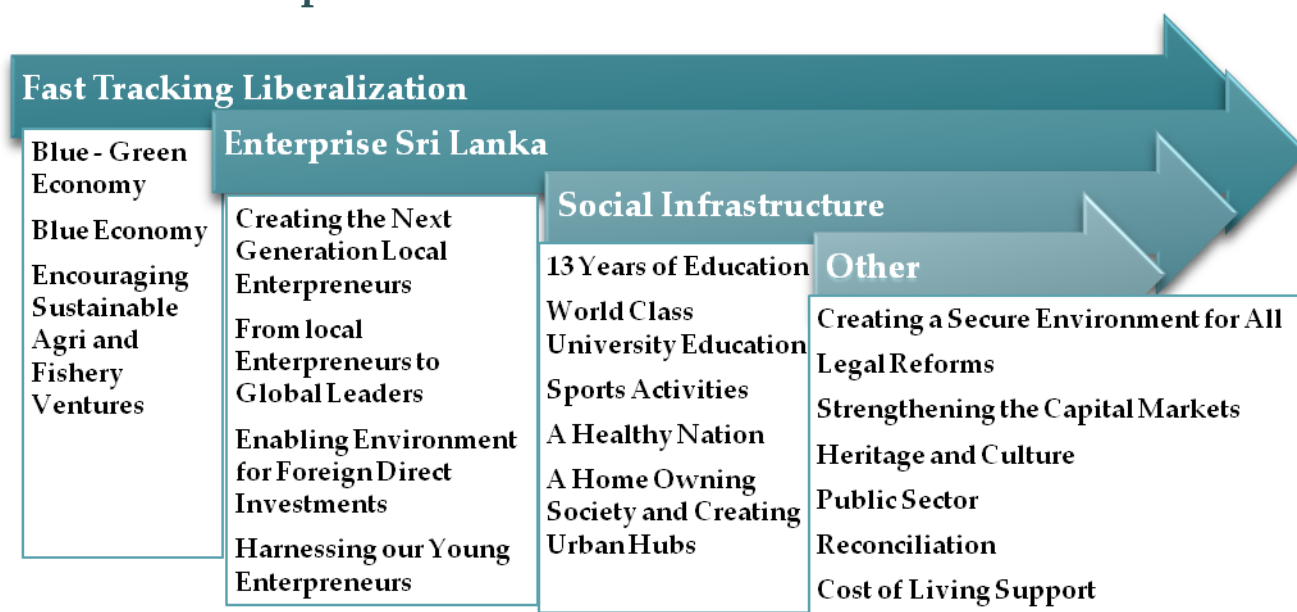 Fast Tracking Liberalization
Blue - Green
Economy
Blue Economy
Encouraging
Sustainable
Agri and
Fishery
Ventures
Enterprise Sri Lanka
Creating the Next
Generation Local
Enterpreneurs
From local
Enterpreneurs to
Global Leaders
Enabling Environment
for Foreign Direct
Investments
Harnessing our Young
Enterpreneurs
Social Infrastructure
13 Years of Education
World Class
University Education
Sports Activities
A Healthy Nation
A Home Owning
Society and Creating
Urban Hubs
Other
Creating a Secure Environment for All
Legal Reforms
Strengthening the Capital Markets
Heritage and Culture
Public Sector
Reconciliation
Cost of Living Support